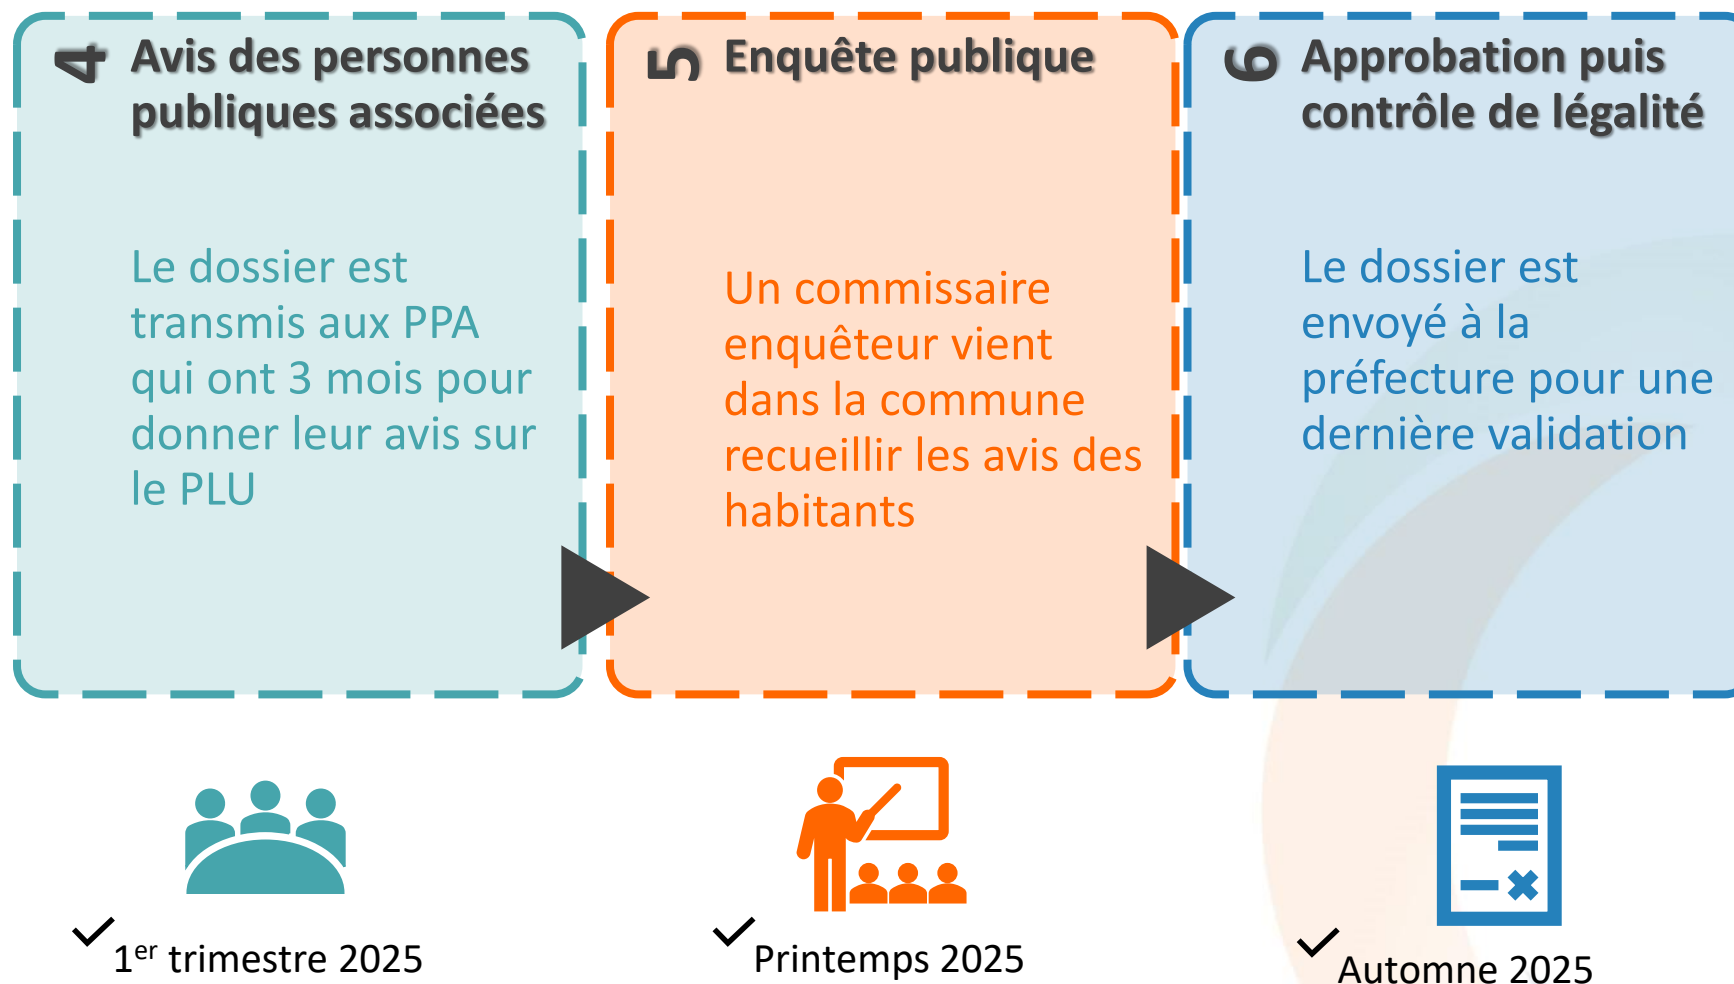 4
Avis des personnes
publiques associées
Le dossier est
transmis aux PPA
qui ont 3 mois pour
donner leur avis sur
le PLU
1er trimestre 2025
5
Enquête publique
Un commissaire
enquêteur vient
dans la commune
recueillir les avis des
habitants
Printemps 2025
6
Approbation puis
contrôle de légalité
Le dossier est
envoyé à la
préfecture pour une
dernière validation
Automne 2025